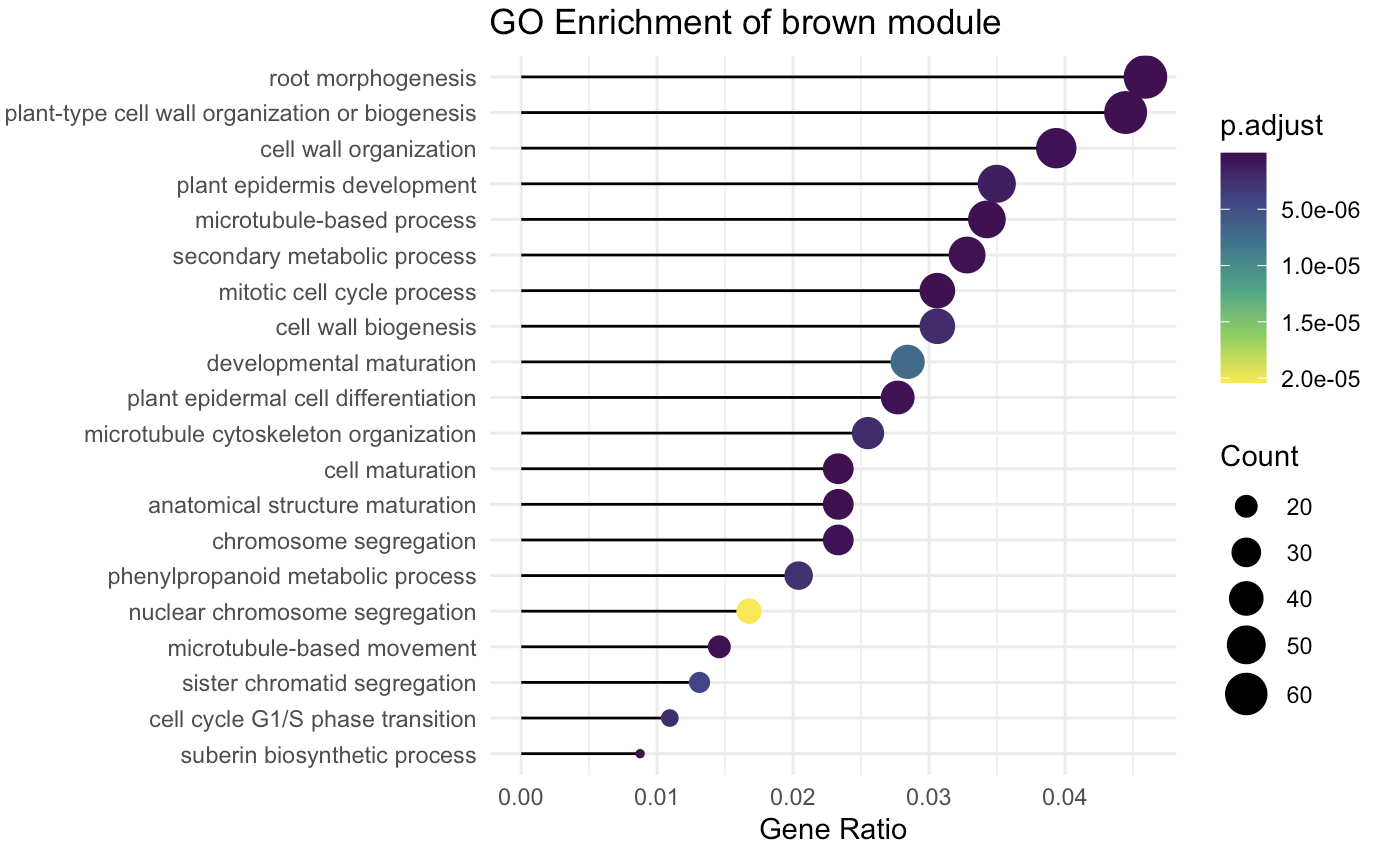 GO Enrichment of brown module
root morphogenesis
plant-type cell wall organization or biogenesis
cell wall organization
plant epidermis development
microtubule-based process
secondary metabolic process
mitotic cell cycle process
cell wall biogenesis
developmental maturation
plant epidermal cell differentiation
microtubule cytoskeleton organization
cell maturation
anatomical structure maturation
chromosome segregation
phenylpropanoid metabolic process
nuclear chromosome segregation
microtubule-based movement
sister chromatid segregation
cell cycle G1/S phase transition
suberin biosynthetic process
0.00 0.01 0.02 0.03 0.04
Gene Ratio
p.adjust
5.0e-06
1.0e-05
1.5e-05
2.0e-05
Count
20
30
40
50
60